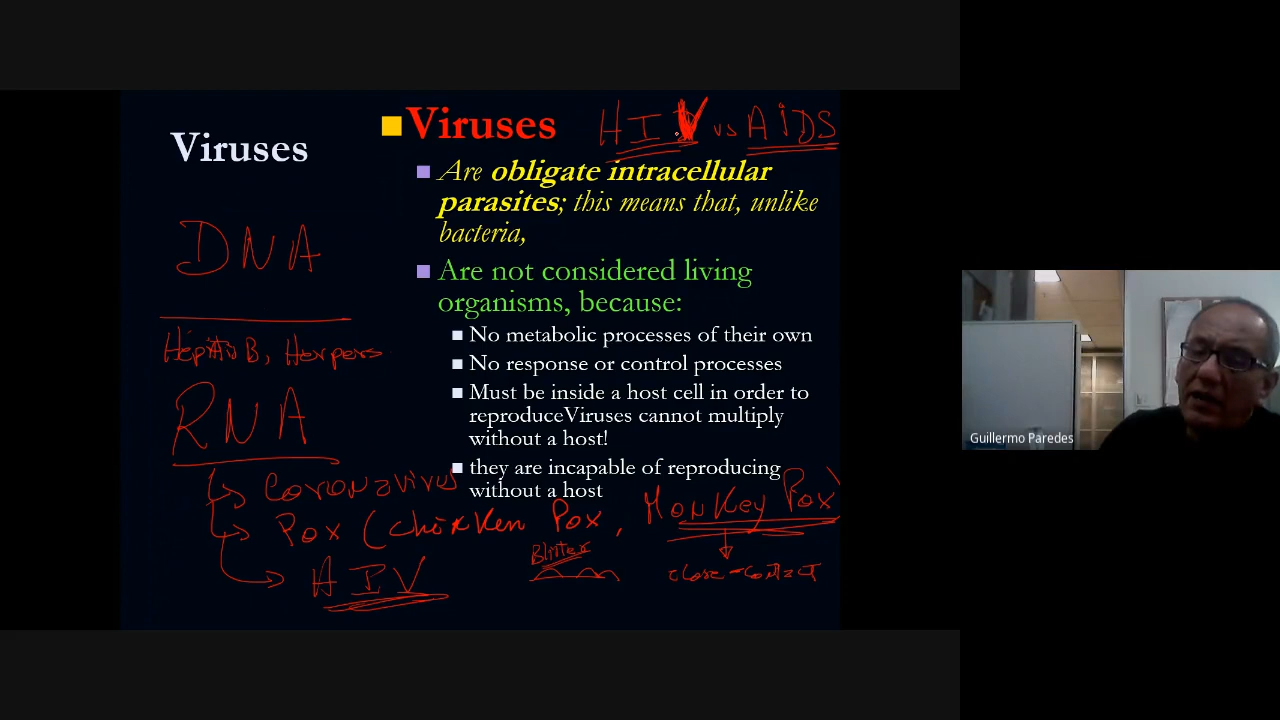 Viruses
DNA
Hepitis B, Herpers
RNA
Coronavirus
Pox (chicken Pox, Monkey Pox)
Blister
close-contact
HIV
Viruses
HIV vs AiDS
Are obligate intracellular
parasites; this means that, unlike
bacteria,
Are not considered living
organisms, because:
No metabolic processes of their own
No response or control processes
Must be inside a host cell in order to
reproduceViruses cannot multiply
without a host!
they are incapable of reproducing
without a host
Guillermo Paredes